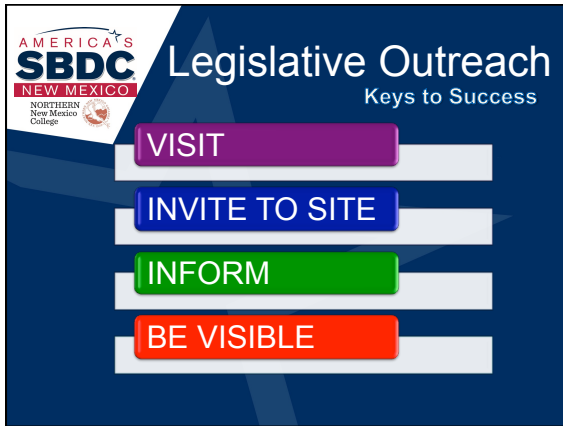 AMERICA'S
SBDC
NEW MEXICO
NORTHERN
New Mexico
College
Legislative Outreach
Keys to Success
VISIT
INVITE TO SITE
INFORM
BE VISIBLE